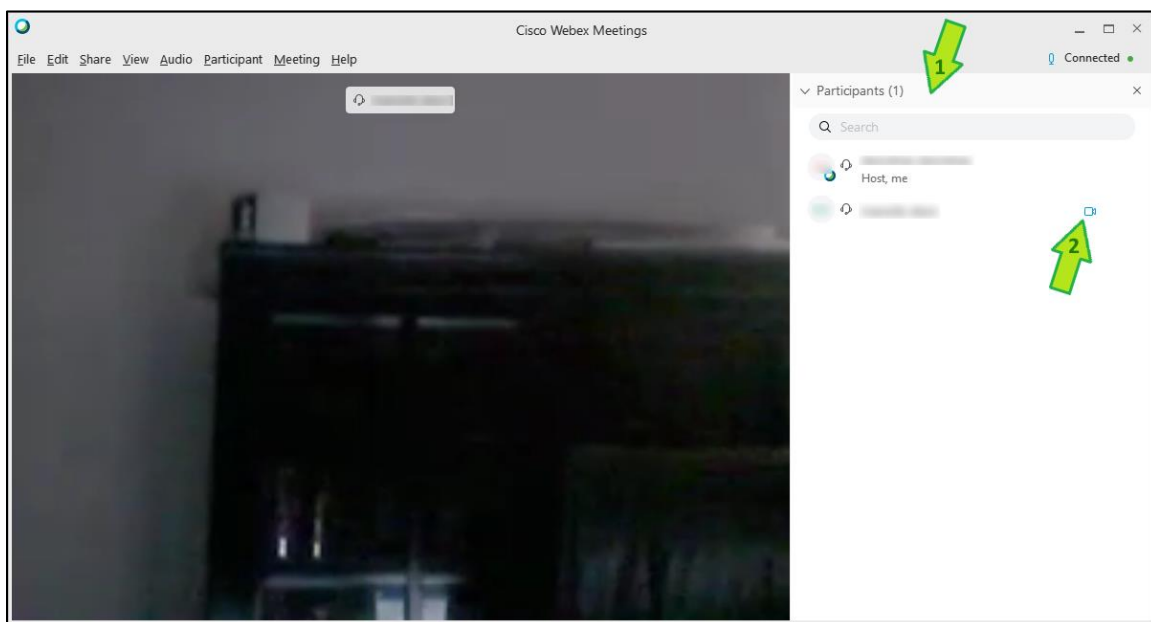 Cisco Webex Meetings
File Edit Share View Audio Participant Meeting Help
Connected
1
Participants (1)
Search
Host, me
2